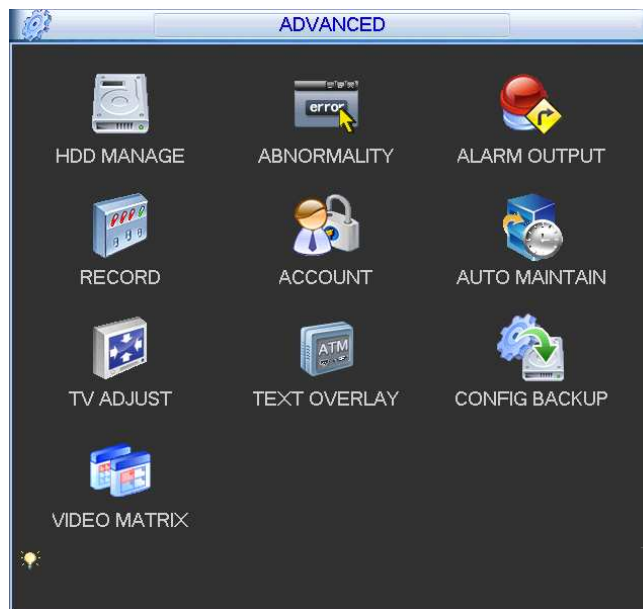 ADVANCED
error
HDD MANAGE
ABNORMALITY
ALARM OUTPUT
RECORD
ACCOUNT
AUTO MAINTAIN
ATM
TV ADJUST
TEXT OVERLAY
CONFIG BACKUP
VIDEO MATRIX